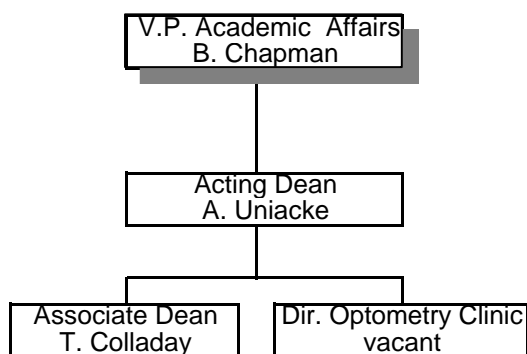 V.P. Academic Affairs
B. Chapman
Acting Dean
A. Uniacke
Associate Dean
T. Colladay
Dir. Optometry Clinic
vacant